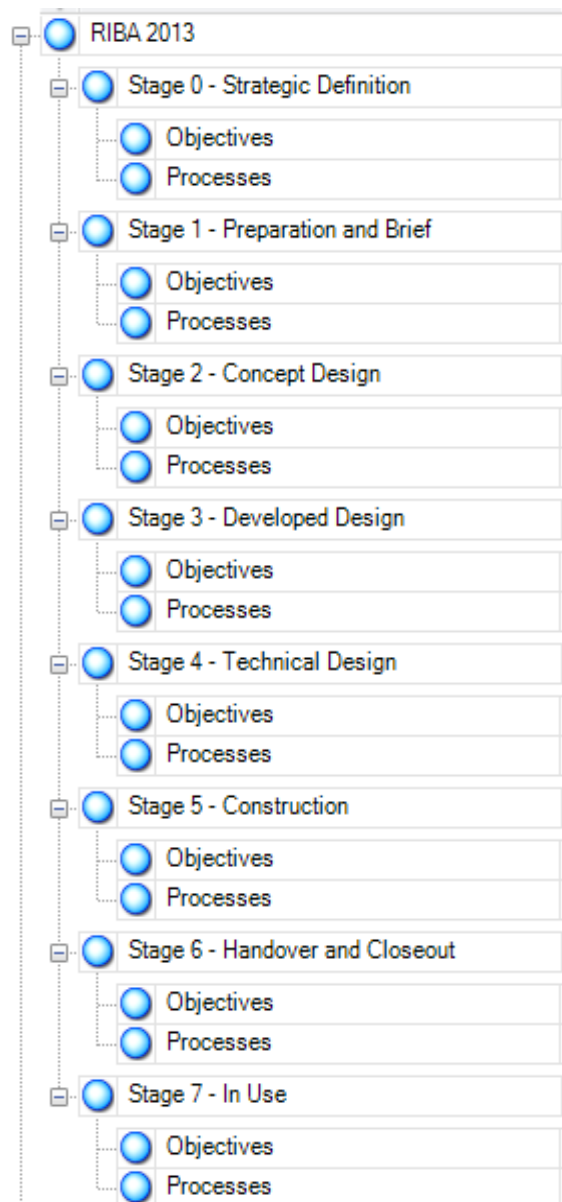 RIBA 2013
Stage 0 - Strategic Definition
Objectives
Processes
Stage 1 - Preparation and Brief
Objectives
Processes
Stage 2 - Concept Design
Objectives
Processes
Stage 3 - Developed Design
Objectives
Processes
Stage 4 - Technical Design
Objectives
Processes
Stage 5 - Construction
Objectives
Processes
Stage 6 - Handover and Closeout
Objectives
Processes
Stage 7 - In Use
Objectives
Processes